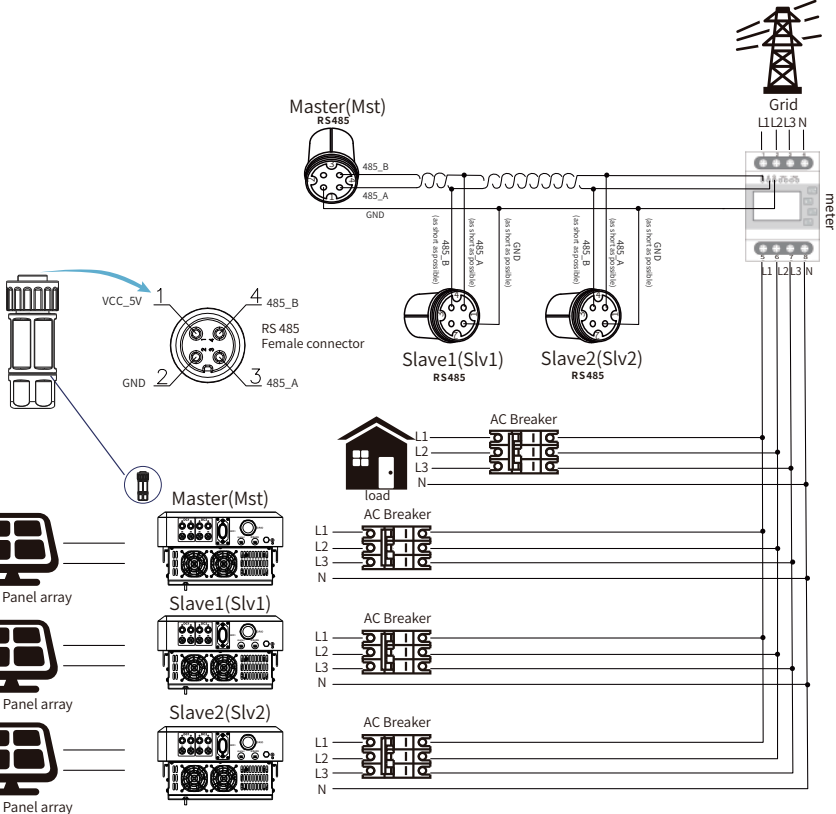 Grid
L1 L2 L3 N
Master(Mst)
RS485
485_B
485_A
GND
meter
485_B
(as short as possible)
485_A
(as short as possible)
GND
(as short as possible)
485_B
(as short as possible)
485_A
(as short as possible)
GND
(as short as possible)
5 6 7 8
L1 L2 L3 N
VCC_5V 1
4 485_B
RS 485
Female connector
GND 2
3 485_A
Slave1(Slv1)
RS485
Slave2(Slv2)
RS485
AC Breaker
L1
L2
L3
N
load
Master(Mst)
AC Breaker
L1
L2
L3
N
Panel array
Slave1(Slv1)
AC Breaker
L1
L2
L3
N
Panel array
Slave2(Slv2)
AC Breaker
L1
L2
L3
N
Panel array